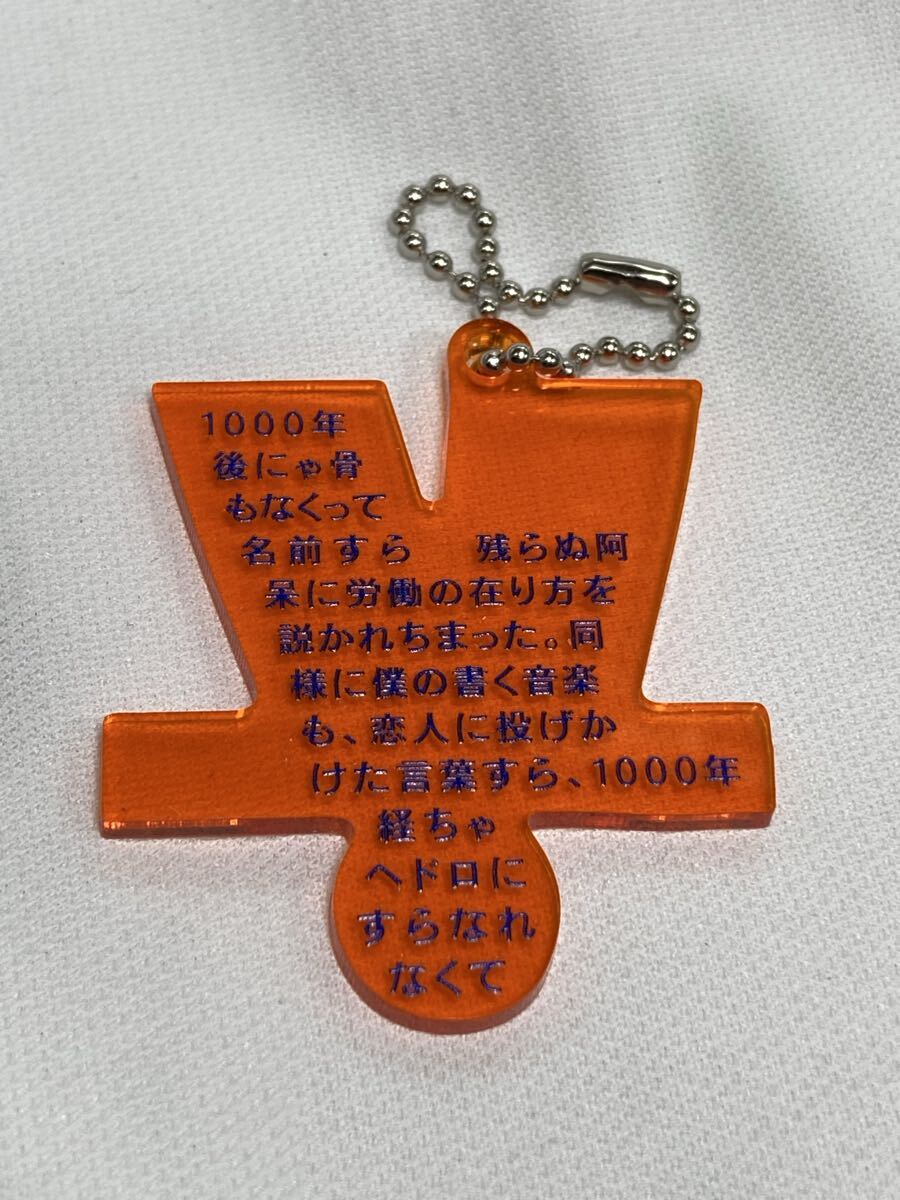 1000年
後にゃ骨
もなくって
名前すら　残らぬ阿
呆に労働の在り方を
説かれちまった。同
様に僕の書く音楽
も、恋人に投げか
けた言葉すら、1000年
経ちゃ
ヘドロに
すらなれ
なくて